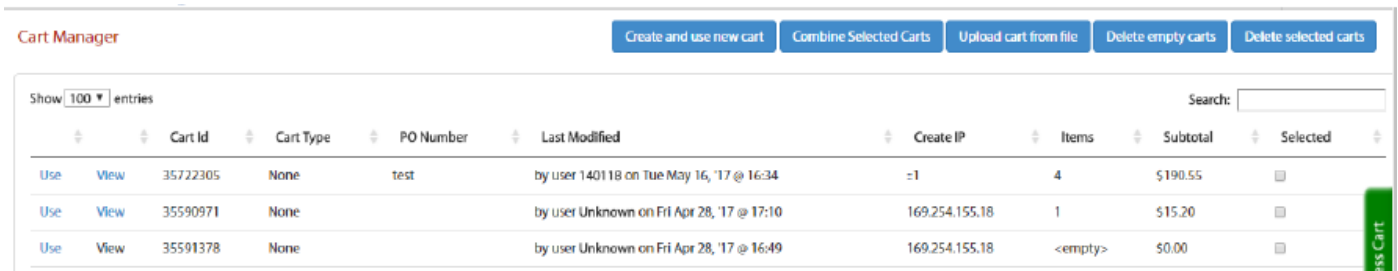 Cart Manager Create and use new cart Combine Selected Carts Upload cart from file Delete empty carts Delete selected carts
Show 100 entries Search:
Cart Id Cart Type PO Number Last Modified Create IP Items Subtotal Selected
Use View 35722305 None test by user 140118 on Tue May 16, '17 @ 16:34 ::1 4 $190.55
Use View 35590971 None by user Unknown on Fri Apr 28, '17 @ 17:10 169.254.155.18 1 $15.20
Use View 35591378 None by user Unknown on Fri Apr 28, '17 @ 16:49 169.254.155.18 <empty> $0.00
Cart